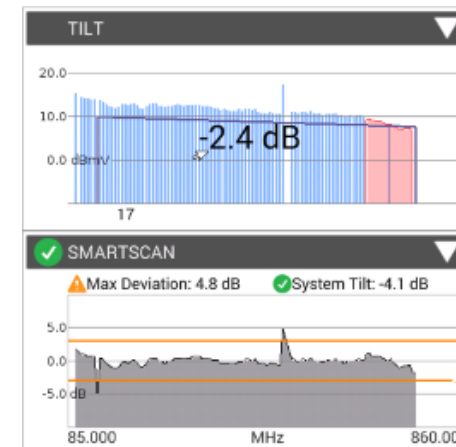 TILT
20.0
10.0
-2.4 dB
0.0 dBmV
17
SMARTSCAN
Max Deviation: 4.8 dB System Tilt: -4.1 dB
5.0
0.0
-5.0 dB
85.000 MHz 860.00